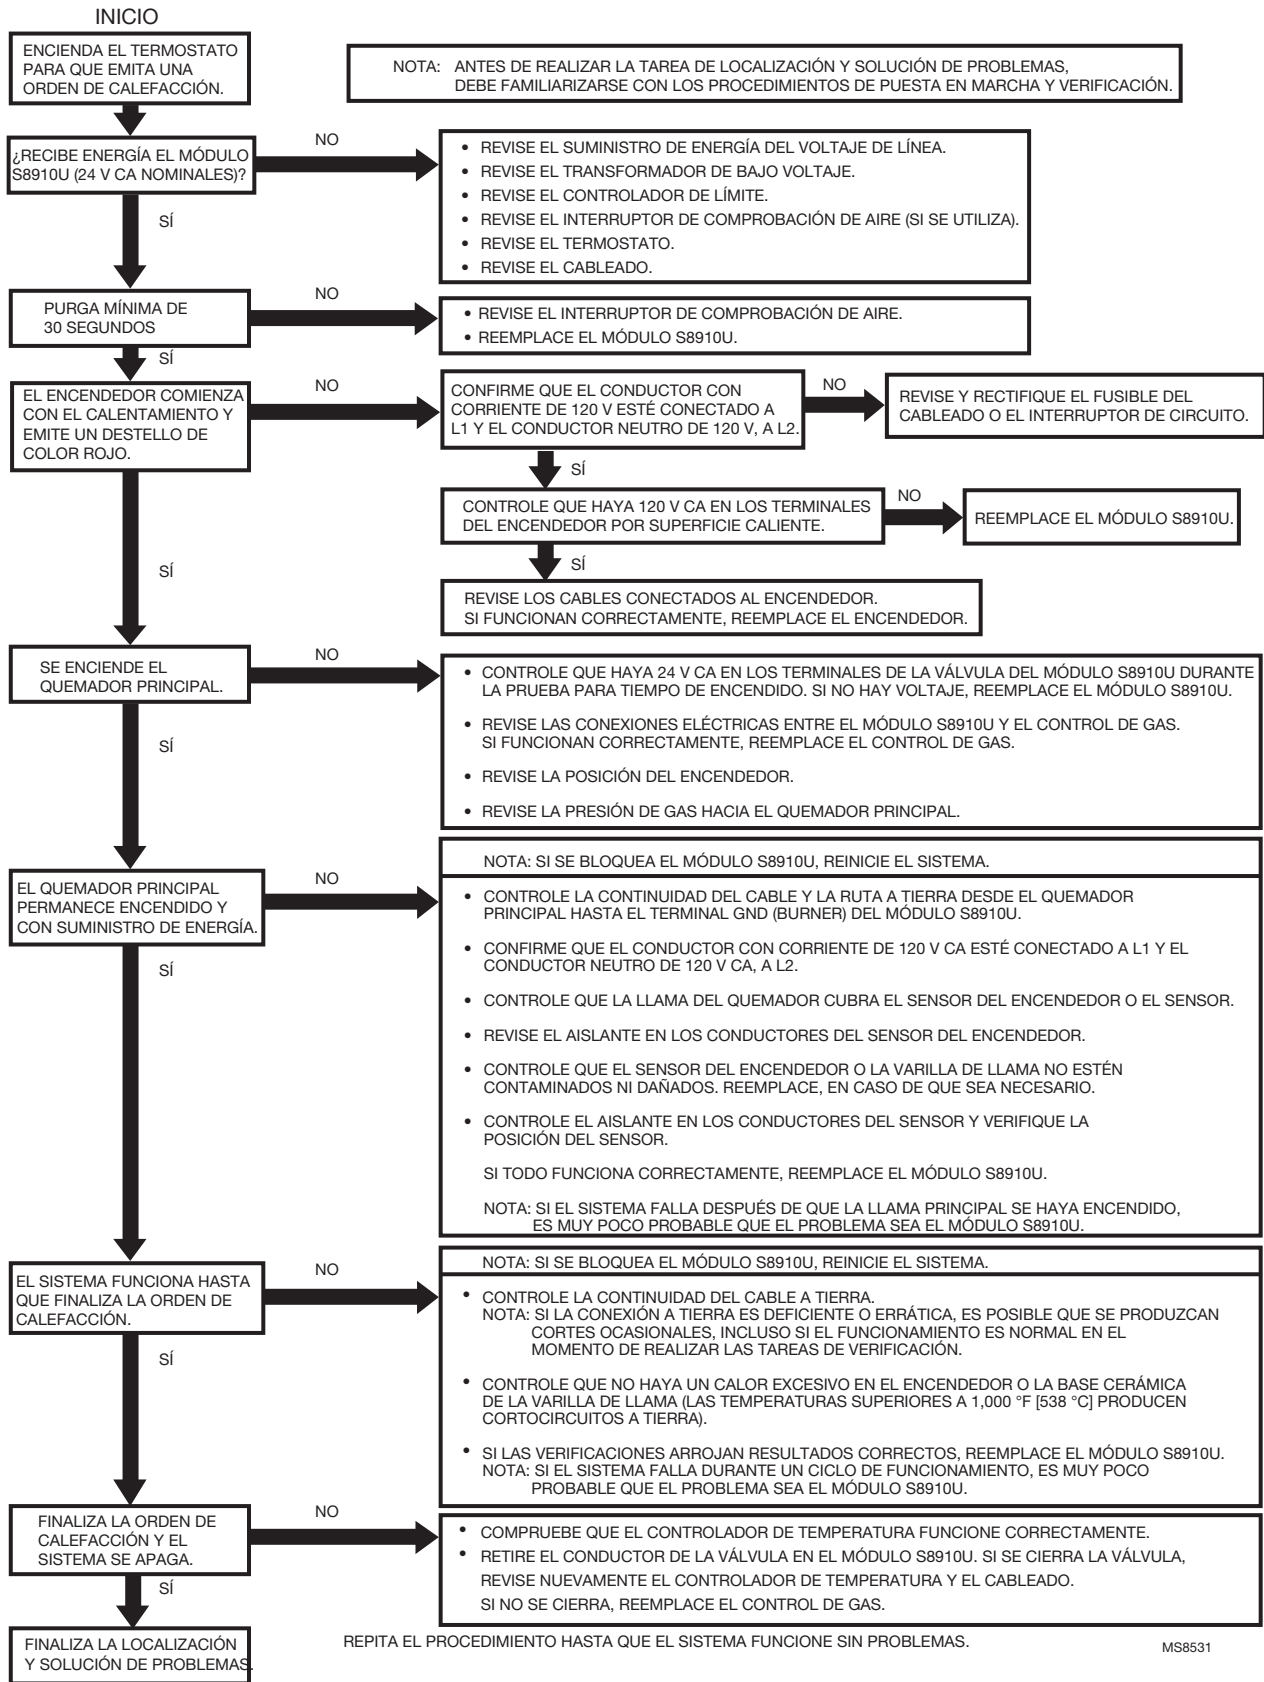 INICIO
ENCIENDA EL TERMOSTATO
PARA QUE EMITA UNA
ORDEN DE CALEFACCIÓN.
NOTA: ANTES DE REALIZAR LA TAREA DE LOCALIZACIÓN Y SOLUCIÓN DE PROBLEMAS,
DEBE FAMILIARIZARSE CON LOS PROCEDIMIENTOS DE PUESTA EN MARCHA Y VERIFICACIÓN.
¿RECIBE ENERGÍA EL MÓDULO
S8910U (24 V CA NOMINALES)?
NO
• REVISE EL SUMINISTRO DE ENERGÍA DEL VOLTAJE DE LÍNEA.
• REVISE EL TRANSFORMADOR DE BAJO VOLTAJE.
• REVISE EL CONTROLADOR DE LÍMITE.
• REVISE EL INTERRUPTOR DE COMPROBACIÓN DE AIRE (SI SE UTILIZA).
• REVISE EL TERMOSTATO.
• REVISE EL CABLEADO.
SÍ
PURGA MÍNIMA DE
30 SEGUNDOS
NO
• REVISE EL INTERRUPTOR DE COMPROBACIÓN DE AIRE.
• REEMPLACE EL MÓDULO S8910U.
SÍ
EL ENCENDEDOR COMIENZA
CON EL CALENTAMIENTO Y
EMITE UN DESTELLO DE
COLOR ROJO.
NO
CONFIRME QUE EL CONDUCTOR CON
CORRIENTE DE 120 V ESTÉ CONECTADO A
L1 Y EL CONDUCTOR NEUTRO DE 120 V, A L2.
NO
REVISE Y RECTIFIQUE EL FUSIBLE DEL
CABLEADO O EL INTERRUPTOR DE CIRCUITO.
SÍ
CONTROLE QUE HAYA 120 V CA EN LOS TERMINALES
DEL ENCENDEDOR POR SUPERFICIE CALIENTE.
NO
REEMPLACE EL MÓDULO S8910U.
SÍ
REVISE LOS CABLES CONECTADOS AL ENCENDEDOR.
SI FUNCIONAN CORRECTAMENTE, REEMPLACE EL ENCENDEDOR.
SÍ
SE ENCIENDE EL
QUEMADOR PRINCIPAL.
NO
• CONTROLE QUE HAYA 24 V CA EN LOS TERMINALES DE LA VÁLVULA DEL MÓDULO S8910U DURANTE
LA PRUEBA PARA TIEMPO DE ENCENDIDO. SI NO HAY VOLTAJE, REEMPLACE EL MÓDULO S8910U.
• REVISE LAS CONEXIONES ELÉCTRICAS ENTRE EL MÓDULO S8910U Y EL CONTROL DE GAS.
SI FUNCIONAN CORRECTAMENTE, REEMPLACE EL CONTROL DE GAS.
• REVISE LA POSICIÓN DEL ENCENDEDOR.
• REVISE LA PRESIÓN DE GAS HACIA EL QUEMADOR PRINCIPAL.
SÍ
EL QUEMADOR PRINCIPAL
PERMANECE ENCENDIDO Y
CON SUMINISTRO DE ENERGÍA.
NO
NOTA: SI SE BLOQUEA EL MÓDULO S8910U, REINICIE EL SISTEMA.
• CONTROLE LA CONTINUIDAD DEL CABLE Y LA RUTA A TIERRA DESDE EL QUEMADOR
PRINCIPAL HASTA EL TERMINAL GND (BURNER) DEL MÓDULO S8910U.
• CONFIRME QUE EL CONDUCTOR CON CORRIENTE DE 120 V CA ESTÉ CONECTADO A L1 Y EL
CONDUCTOR NEUTRO DE 120 V CA, A L2.
• CONTROLE QUE LA LLAMA DEL QUEMADOR CUBRA EL SENSOR DEL ENCENDEDOR O EL SENSOR.
• REVISE EL AISLANTE EN LOS CONDUCTORES DEL SENSOR DEL ENCENDEDOR.
• CONTROLE QUE EL SENSOR DEL ENCENDEDOR O LA VARILLA DE LLAMA NO ESTÉN
CONTAMINADOS NI DAÑADOS. REEMPLACE, EN CASO DE QUE SEA NECESARIO.
• CONTROLE EL AISLANTE EN LOS CONDUCTORES DEL SENSOR Y VERIFIQUE LA
POSICIÓN DEL SENSOR.
SI TODO FUNCIONA CORRECTAMENTE, REEMPLACE EL MÓDULO S8910U.
NOTA: SI EL SISTEMA FALLA DESPUÉS DE QUE LA LLAMA PRINCIPAL SE HAYA ENCENDIDO,
ES MUY POCO PROBABLE QUE EL PROBLEMA SEA EL MÓDULO S8910U.
SÍ
EL SISTEMA FUNCIONA HASTA
QUE FINALIZA LA ORDEN DE
CALEFACCIÓN.
NO
NOTA: SI SE BLOQUEA EL MÓDULO S8910U, REINICIE EL SISTEMA.
• CONTROLE LA CONTINUIDAD DEL CABLE A TIERRA.
NOTA: SI LA CONEXIÓN A TIERRA ES DEFICIENTE O ERRÁTICA, ES POSIBLE QUE SE PRODUZCAN
CORTES OCASIONALES, INCLUSO SI EL FUNCIONAMIENTO ES NORMAL EN EL
MOMENTO DE REALIZAR LAS TAREAS DE VERIFICACIÓN.
• CONTROLE QUE NO HAYA UN CALOR EXCESIVO EN EL ENCENDEDOR O LA BASE CERÁMICA
DE LA VARILLA DE LLAMA (LAS TEMPERATURAS SUPERIORES A 1,000 °F [538 °C] PRODUCEN
CORTOCIRCUITOS A TIERRA).
• SI LAS VERIFICACIONES ARROJAN RESULTADOS CORRECTOS, REEMPLACE EL MÓDULO S8910U.
NOTA: SI EL SISTEMA FALLA DURANTE UN CICLO DE FUNCIONAMIENTO, ES MUY POCO
PROBABLE QUE EL PROBLEMA SEA EL MÓDULO S8910U.
SÍ
FINALIZA LA ORDEN DE
CALEFACCIÓN Y EL
SISTEMA SE APAGA.
NO
• COMPRUEBE QUE EL CONTROLADOR DE TEMPERATURA FUNCIONE CORRECTAMENTE.
• RETIRE EL CONDUCTOR DE LA VÁLVULA EN EL MÓDULO S8910U. SI SE CIERRA LA VÁLVULA,
REVISE NUEVAMENTE EL CONTROLADOR DE TEMPERATURA Y EL CABLEADO.
SI NO SE CIERRA, REEMPLACE EL CONTROL DE GAS.
SÍ
FINALIZA LA LOCALIZACIÓN
Y SOLUCIÓN DE PROBLEMAS.
REPITA EL PROCEDIMIENTO HASTA QUE EL SISTEMA FUNCIONE SIN PROBLEMAS.
MS8531